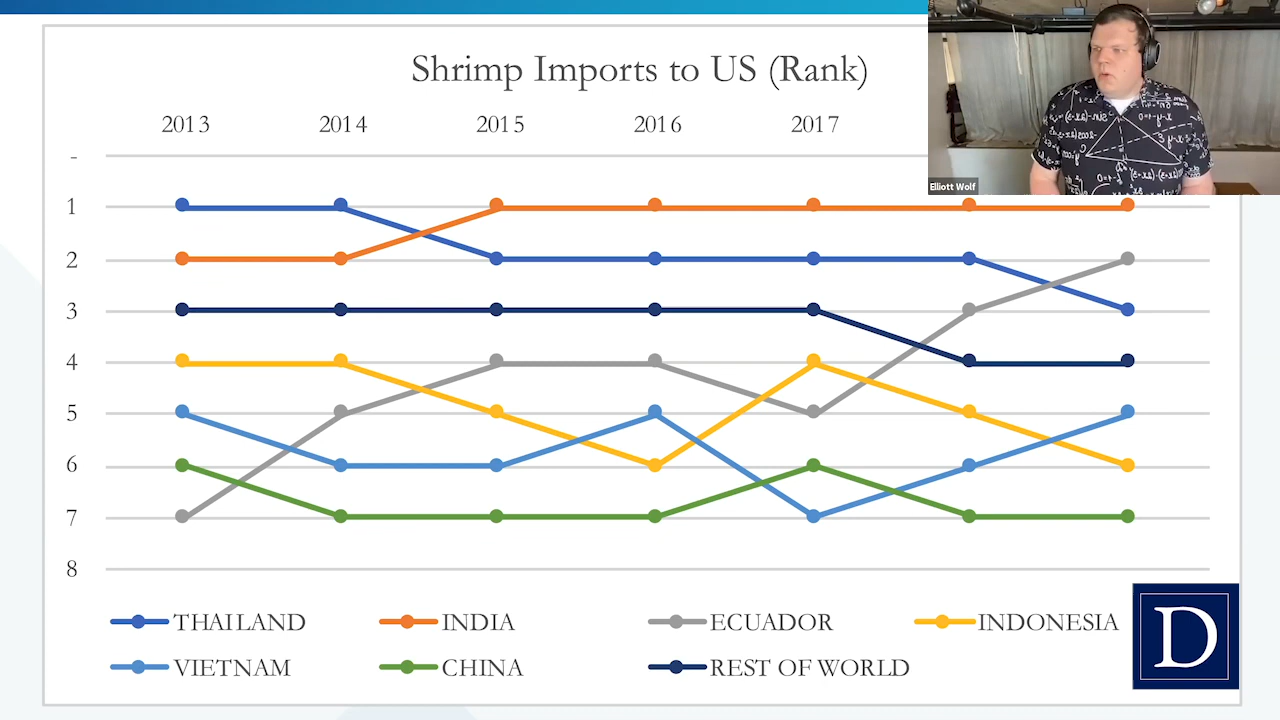 Shrimp Imports to US (Rank)
2013 2014 2015 2016 2017
-
1
2
3
4
5
6
7
8
THAILAND INDIA ECUADOR INDONESIA
VIETNAM CHINA REST OF WORLD
D
Elliott Wolf